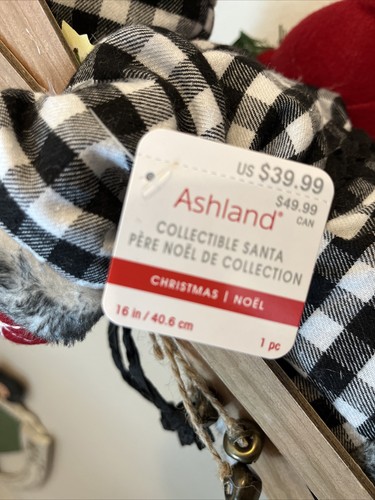 US $39.99
$49.99
CAN
Ashland®
COLLECTIBLE SANTA
PÈRE NOËL DE COLLECTION
CHRISTMAS | NOËL
16 in / 40.6 cm
1 pc